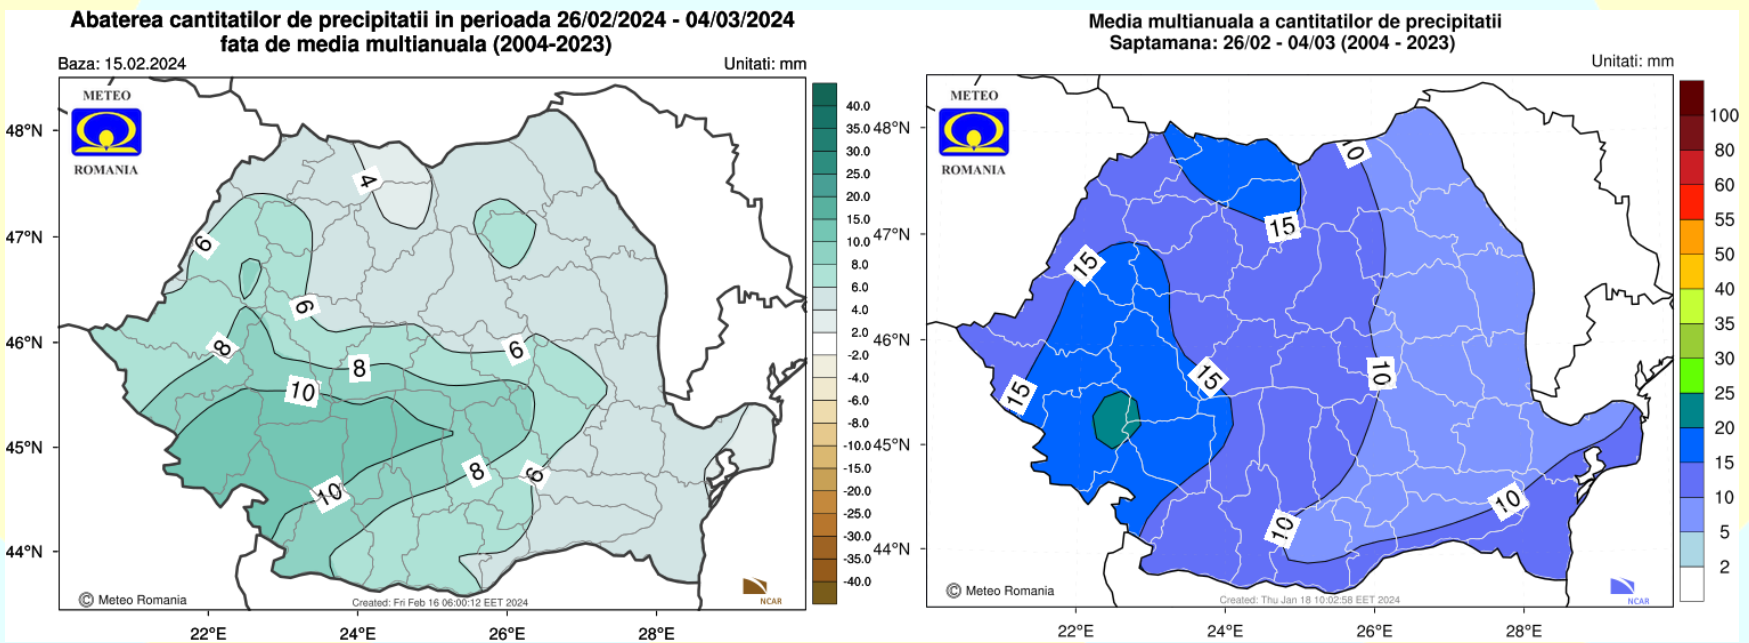 Abaterea cantitatilor de precipitatii in perioada 26/02/2024 - 04/03/2024
fata de media multianuala (2004-2023)
Baza: 15.02.2024
Unitati: mm
METEO
ROMANIA
48°N
47°N
46°N
45°N
44°N
22°E
24°E
26°E
28°E
4
6
6
6
8
8
10
10
8
6
40.0
35.0
30.0
25.0
20.0
15.0
10.0
8.0
6.0
4.0
2.0
-2.0
-4.0
-6.0
-8.0
-10.0
-15.0
-20.0
-25.0
-30.0
-35.0
-40.0
© Meteo Romania
Created: Fri Feb 16 06:00:12 EET 2024
NCAR
Media multianuala a cantitatilor de precipitatii
Saptamana: 26/02 - 04/03 (2004 - 2023)
Unitati: mm
METEO
ROMANIA
48°N
47°N
46°N
45°N
44°N
22°E
24°E
26°E
28°E
10
15
15
15
15
10
10
10
100
80
60
55
50
40
35
30
25
20
15
10
5
2
© Meteo Romania
Created: Thu Jan 18 10:02:58 EET 2024
NCAR